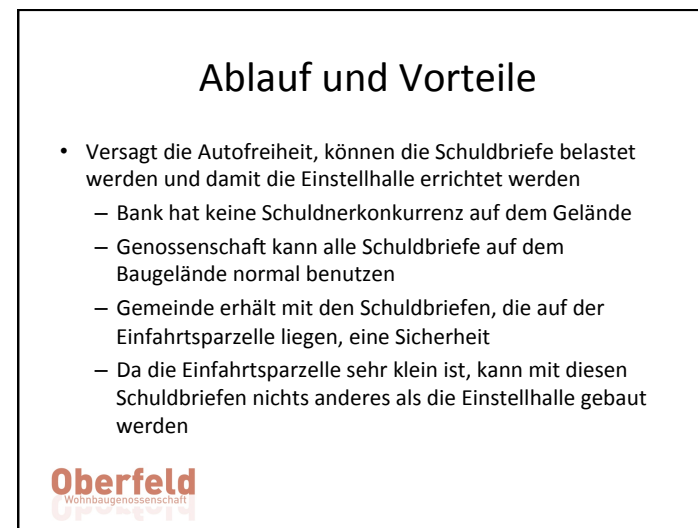 Ablauf und Vorteile
• Versagt die Autofreiheit, können die Schuldbriefe belastet
werden und damit die Einstellhalle errichtet werden
– Bank hat keine Schuldnerkonkurrenz auf dem Gelände
– Genossenschaft kann alle Schuldbriefe auf dem
Baugelände normal benutzen
– Gemeinde erhält mit den Schuldbriefen, die auf der
Einfahrtsparzelle liegen, eine Sicherheit
– Da die Einfahrtsparzelle sehr klein ist, kann mit diesen
Schuldbriefen nichts anderes als die Einstellhalle gebaut
werden
Oberfeld
Wohnbaugenossenschaft